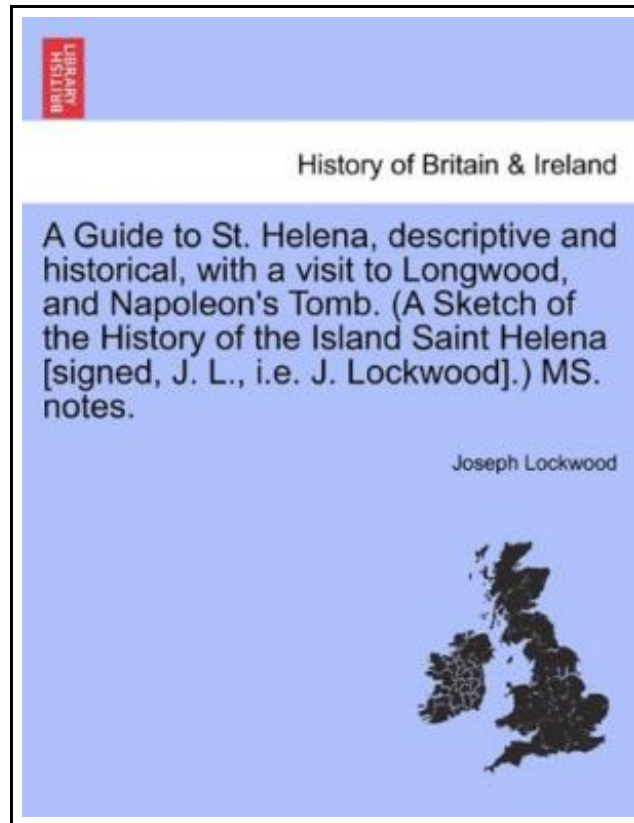 BRITISH
LIBRARY
History of Britain & Ireland
A Guide to St. Helena, descriptive and
historical, with a visit to Longwood,
and Napoleon's Tomb. (A Sketch of
the History of the Island Saint Helena
[signed, J. L., i.e. J. Lockwood].) MS.
notes.
Joseph Lockwood